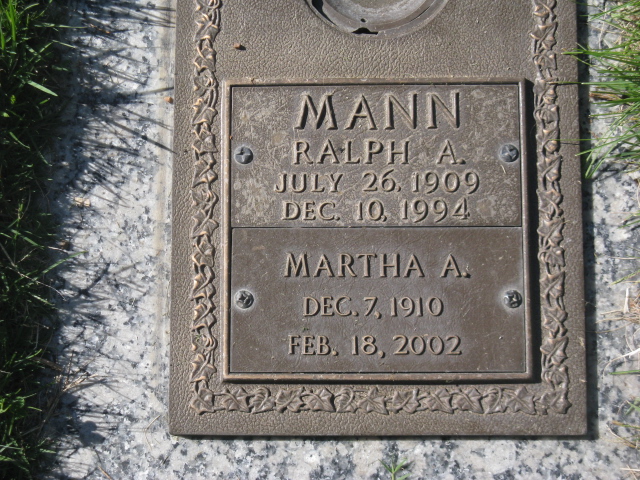 MANN
RALPH A.
JULY 26, 1909
DEC. 10, 1994
MARTHA A.
DEC. 7, 1910
FEB. 18, 2002